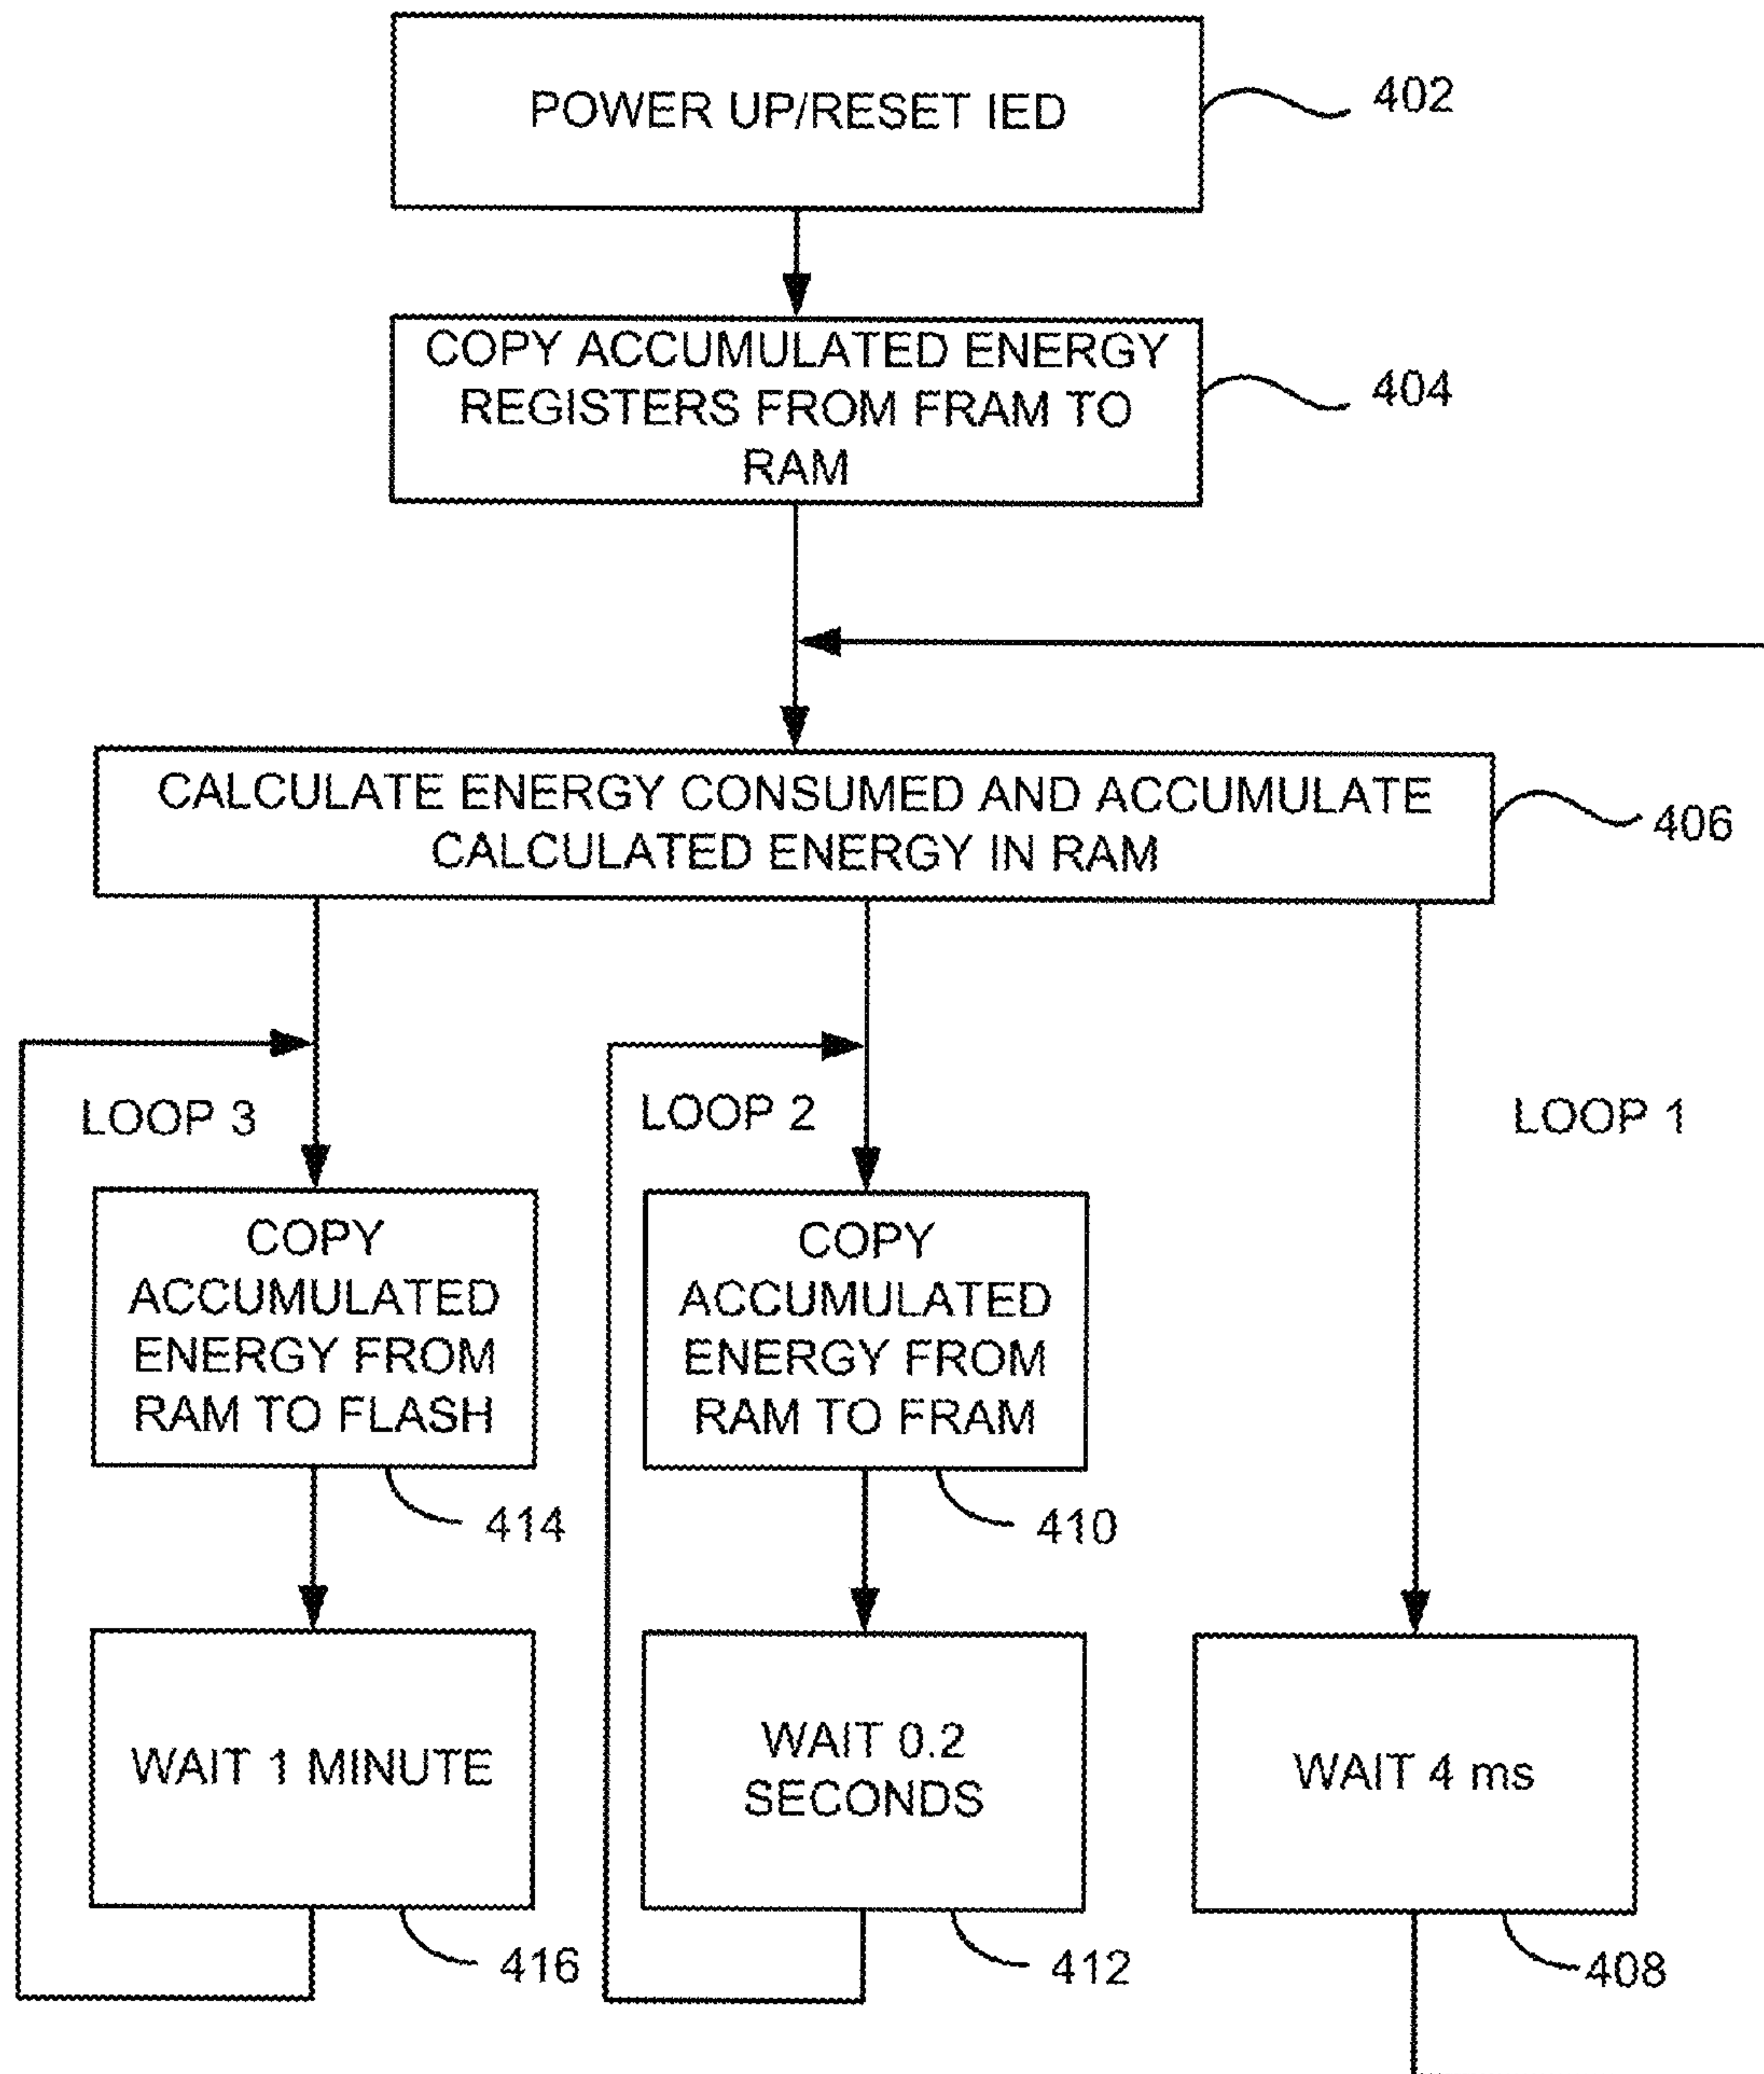 POWER UP/RESET IED
402
COPY ACCUMULATED ENERGY
REGISTERS FROM FRAM TO
RAM
404
CALCULATE ENERGY CONSUMED AND ACCUMULATE
CALCULATED ENERGY IN RAM
406
LOOP 3
LOOP 2
LOOP 1
COPY
ACCUMULATED
ENERGY FROM
RAM TO FLASH
414
COPY
ACCUMULATED
ENERGY FROM
RAM TO FRAM
410
WAIT 1 MINUTE
416
WAIT 0.2
SECONDS
412
WAIT 4 ms
408